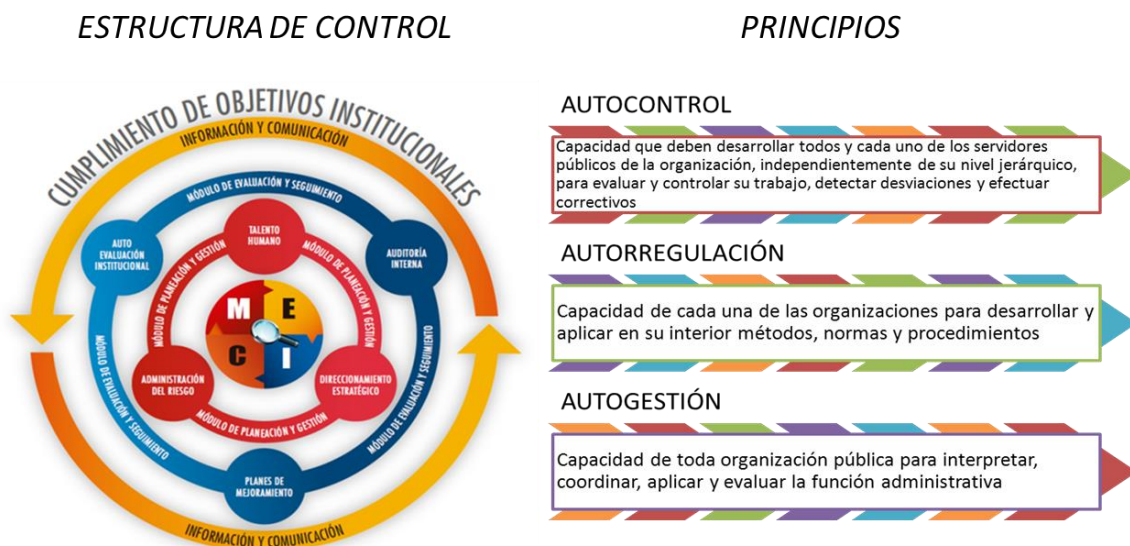 ESTRUCTURA DE CONTROL
CUMPLIMIENTO DE OBJETIVOS INSTITUCIONALES
INFORMACIÓN Y COMUNICACIÓN
MÓDULO DE EVALUACIÓN Y SEGUIMIENTO
AUTO
EVALUACIÓN
INSTITUCIONAL
TALENTO
HUMANO
AUDITORÍA
INTERNA
MÓDULO DE PLANEACIÓN Y GESTIÓN
MÓDULO DE PLANEACIÓN Y GESTIÓN
M E
C I
ADMINISTRACIÓN
DEL RIESGO
DIRECCIONAMIENTO
ESTRATÉGICO
MÓDULO DE PLANEACIÓN Y GESTIÓN
MÓDULO DE EVALUACIÓN Y SEGUIMIENTO
MÓDULO DE EVALUACIÓN Y SEGUIMIENTO
PLANES DE
MEJORAMIENTO
INFORMACIÓN Y COMUNICACIÓN
PRINCIPIOS
AUTOCONTROL
Capacidad que deben desarrollar todos y cada uno de los servidores
públicos de la organización, independientemente de su nivel jerárquico,
para evaluar y controlar su trabajo, detectar desviaciones y efectuar
correctivos
AUTORREGULACIÓN
Capacidad de cada una de las organizaciones para desarrollar y
aplicar en su interior métodos, normas y procedimientos
AUTOGESTIÓN
Capacidad de toda organización pública para interpretar,
coordinar, aplicar y evaluar la función administrativa